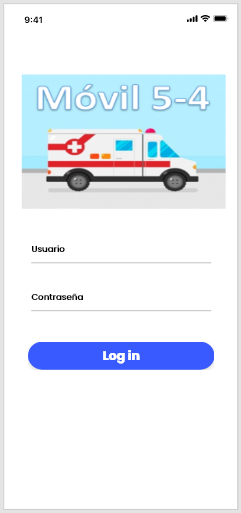 9:41
Móvil 5-4
Usuario
Contraseña
Log in